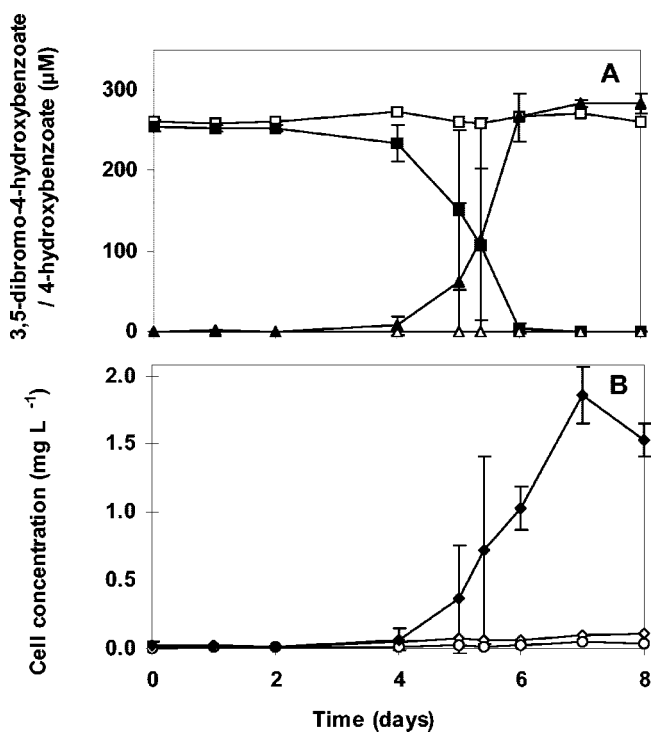 3,5-dibromo-4-hydroxybenzoate
/ 4-hydroxybenzoate (µM)
A
300
200
100
0
B
Cell concentration (mg L -1)
2.0
1.5
1.0
0.5
0.0
0 2 4 6 8
Time (days)